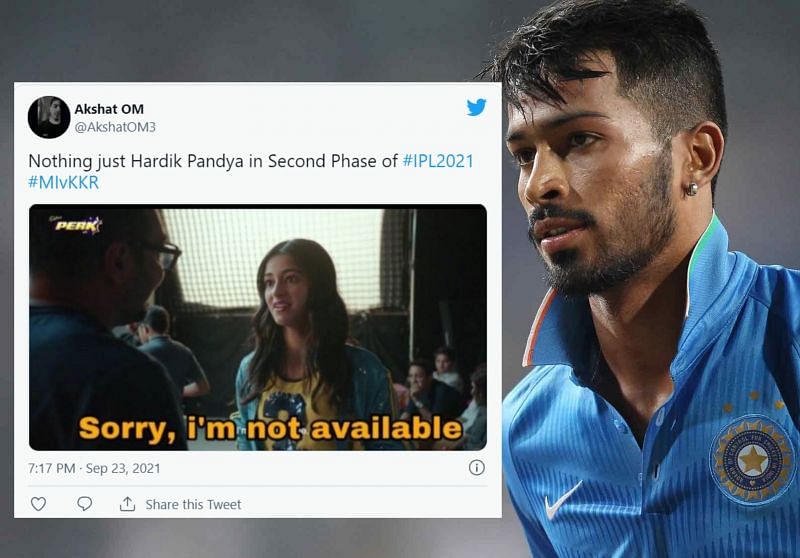 Akshat OM
@AkshatOM3
Nothing just Hardik Pandya in Second Phase of #IPL2021
#MIvKKR
PERK
Sorry, i'm not available
7:17 PM · Sep 23, 2021
Share this Tweet